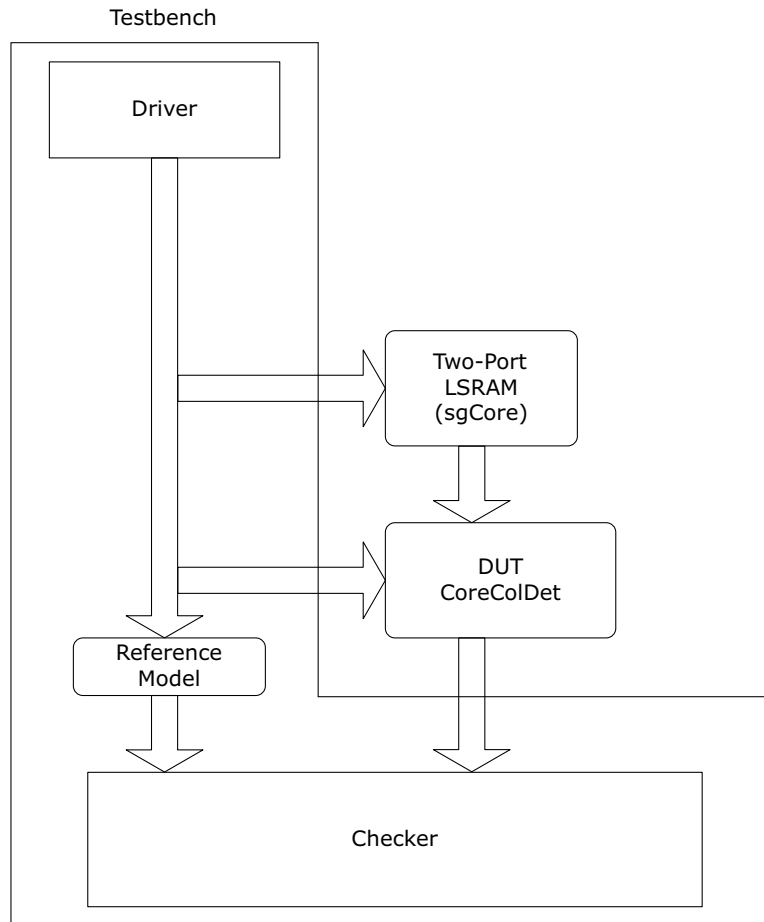 Testbench
Driver
Two-Port
LSRAM
(sgCore)
DUT
CoreColDet
Reference
Model
Checker